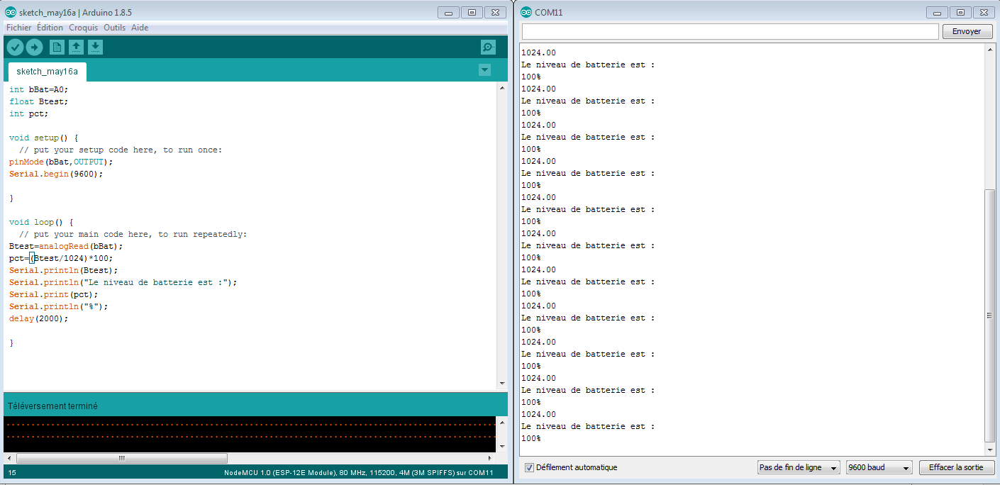 sketch_may16a | Arduino 1.8.5
Fichier Édition Croquis Outils Aide
sketch_may16a
int bBat=A0;
float Btest;
int pct;
void setup() {
  // put your setup code here, to run once:
pinMode(bBat,OUTPUT);
Serial.begin(9600);
}
void loop() {
  // put your main code here, to run repeatedly:
Btest=analogRead(bBat);
pct=(Btest/1024)*100;
Serial.println(Btest);
Serial.println("Le niveau de batterie est :");
Serial.print(pct);
Serial.println("%");
delay(2000);
}
Téléversement terminé
15
NodeMCU 1.0 (ESP-12E Module), 80 MHz, 115200, 4M (3M SPIFFS) sur COM11
COM11
Envoyer
1024.00
Le niveau de batterie est :
100%
1024.00
Le niveau de batterie est :
100%
1024.00
Le niveau de batterie est :
100%
1024.00
Le niveau de batterie est :
100%
1024.00
Le niveau de batterie est :
100%
1024.00
Le niveau de batterie est :
100%
1024.00
Le niveau de batterie est :
100%
1024.00
Le niveau de batterie est :
100%
1024.00
Le niveau de batterie est :
100%
1024.00
Le niveau de batterie est :
100%
1024.00
Le niveau de batterie est :
100%
Défilement automatique
Pas de fin de ligne
9600 baud
Effacer la sortie